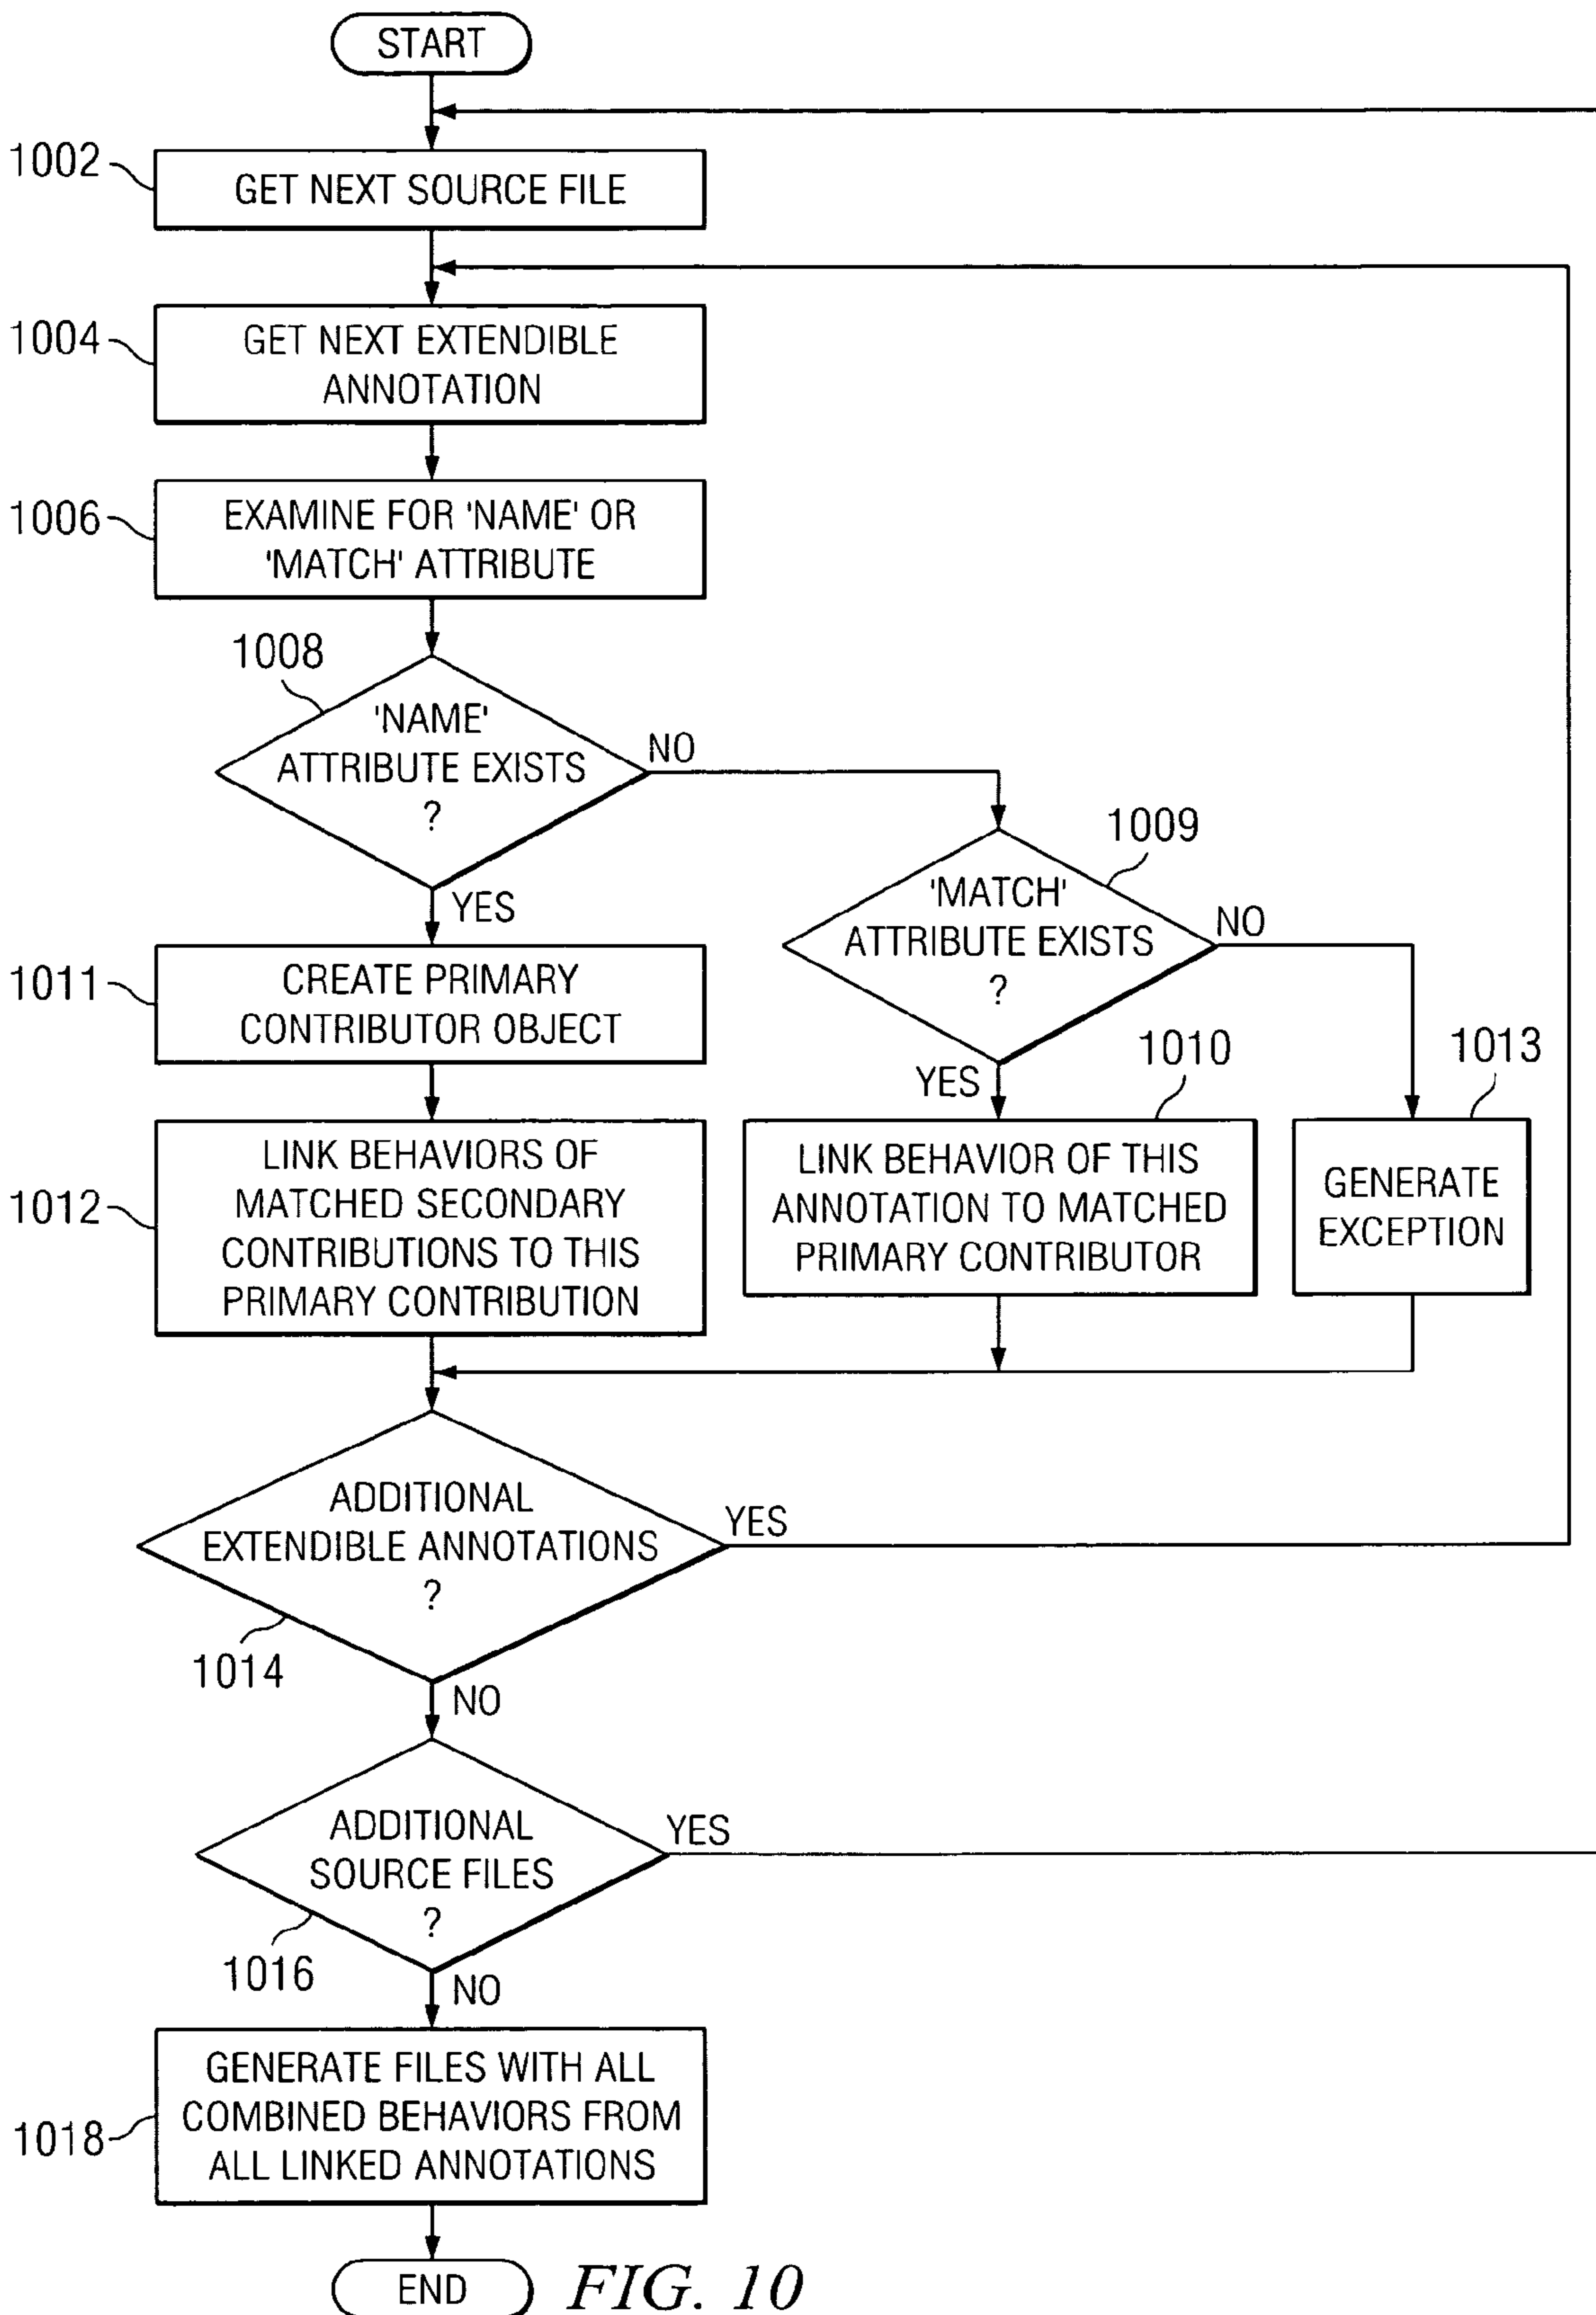 START
1002
GET NEXT SOURCE FILE
1004
GET NEXT EXTENDIBLE
ANNOTATION
1006
EXAMINE FOR 'NAME' OR
'MATCH' ATTRIBUTE
1008
'NAME'
ATTRIBUTE EXISTS
?
NO
YES
1009
'MATCH'
ATTRIBUTE EXISTS
?
NO
YES
1011
CREATE PRIMARY
CONTRIBUTOR OBJECT
1010
1013
1012
LINK BEHAVIORS OF
MATCHED SECONDARY
CONTRIBUTIONS TO THIS
PRIMARY CONTRIBUTION
LINK BEHAVIOR OF THIS
ANNOTATION TO MATCHED
PRIMARY CONTRIBUTOR
GENERATE
EXCEPTION
ADDITIONAL
EXTENDIBLE ANNOTATIONS
?
YES
1014
NO
ADDITIONAL
SOURCE FILES
?
YES
1016
NO
1018
GENERATE FILES WITH ALL
COMBINED BEHAVIORS FROM
ALL LINKED ANNOTATIONS
END
FIG. 10